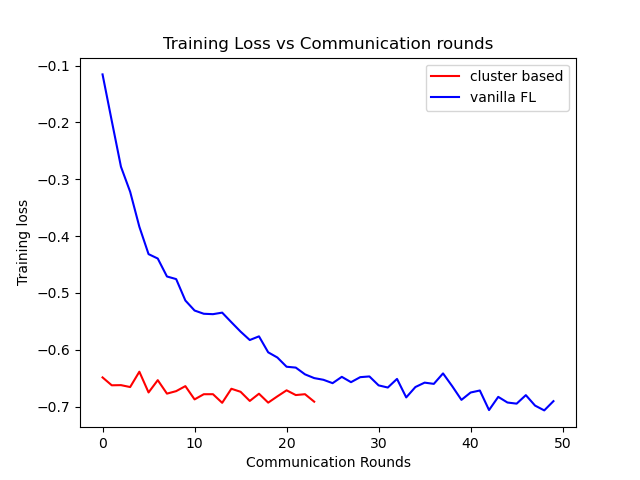 Training Loss vs Communication rounds
cluster based
vanilla FL
−0.1
−0.2
−0.3
−0.4
−0.5
−0.6
−0.7
Training loss
0 10 20 30 40 50
Communication Rounds